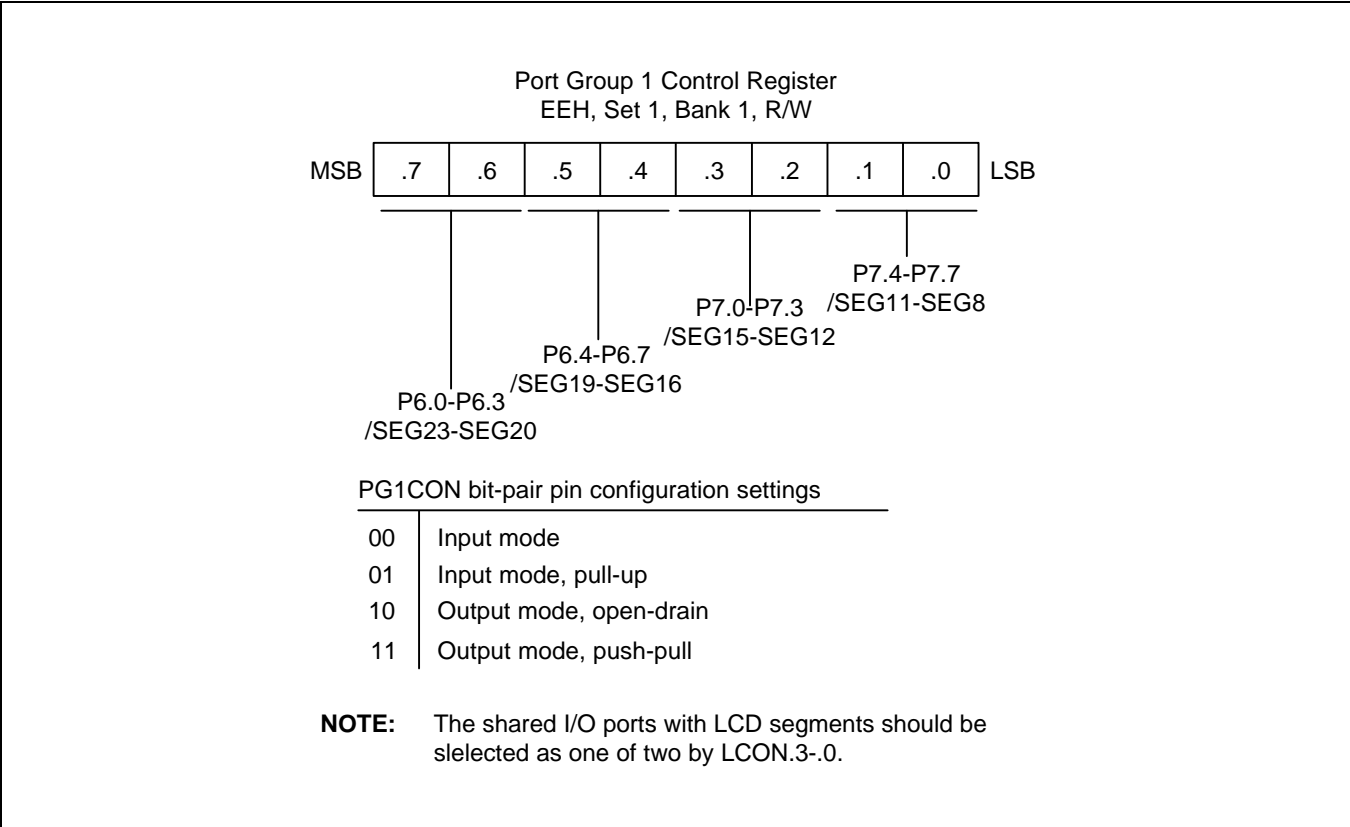 Port Group 1 Control Register
EEH, Set 1, Bank 1, R/W
MSB .7 .6 .5 .4 .3 .2 .1 .0 LSB
P7.4-P7.7
/SEG11-SEG8
P7.0-P7.3
/SEG15-SEG12
P6.4-P6.7
/SEG19-SEG16
P6.0-P6.3
/SEG23-SEG20
PG1CON bit-pair pin configuration settings
00 Input mode
01 Input mode, pull-up
10 Output mode, open-drain
11 Output mode, push-pull
NOTE: The shared I/O ports with LCD segments should be
slelected as one of two by LCON.3-.0.